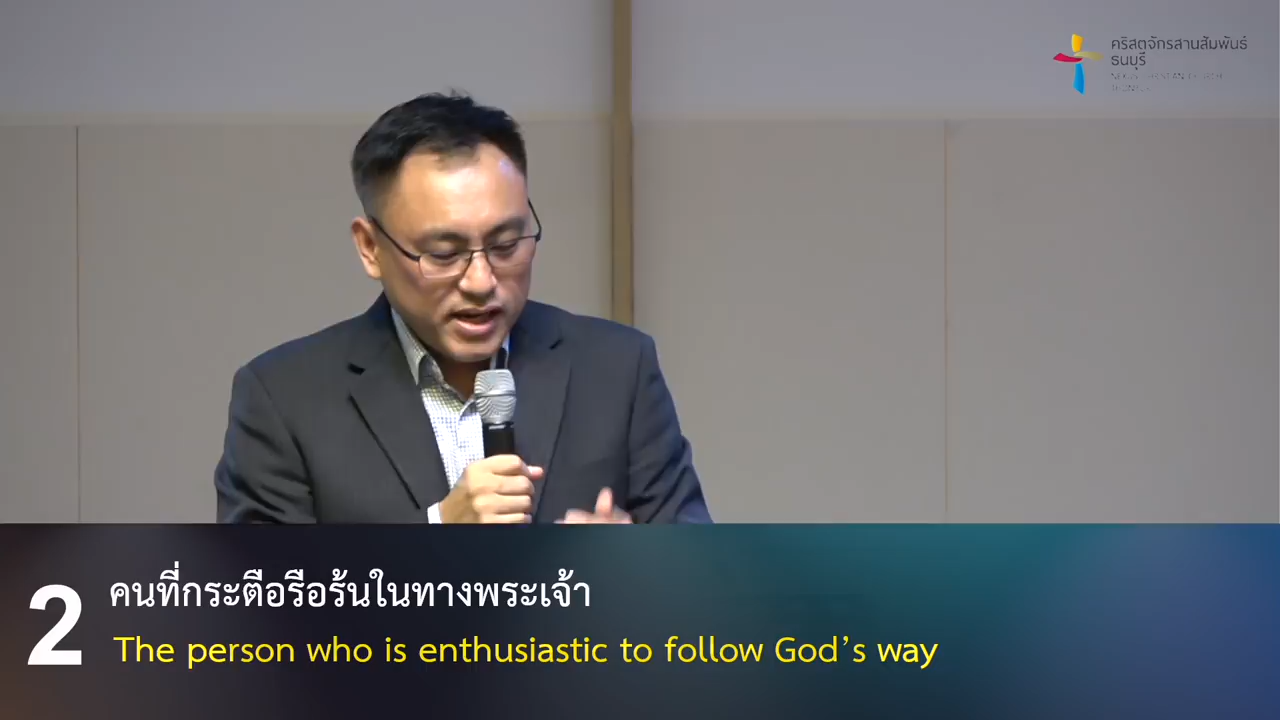 คริสตจักรสานสัมพันธ์
ธนบุรี
2
คนที่กระตือรือร้นในทางพระเจ้า
The person who is enthusiastic to follow God's way